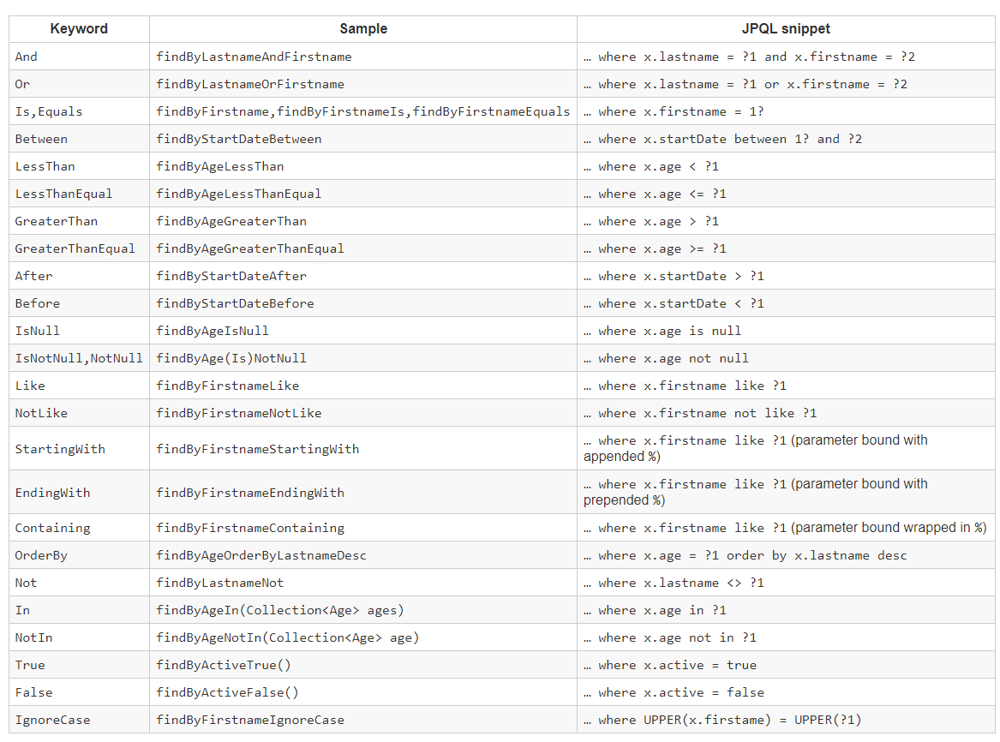 Keyword Sample JPQL snippet
And findByLastnameAndFirstname … where x.lastname = ?1 and x.firstname = ?2
Or findByLastnameOrFirstname … where x.lastname = ?1 or x.firstname = ?2
Is,Equals findByFirstname,findByFirstnameIs,findByFirstnameEquals … where x.firstname = 1?
Between findByStartDateBetween … where x.startDate between 1? and ?2
LessThan findByAgeLessThan … where x.age < ?1
LessThanEqual findByAgeLessThanEqual … where x.age <= ?1
GreaterThan findByAgeGreaterThan … where x.age > ?1
GreaterThanEqual findByAgeGreaterThanEqual … where x.age >= ?1
After findByStartDateAfter … where x.startDate > ?1
Before findByStartDateBefore … where x.startDate < ?1
IsNull findByAgeIsNull … where x.age is null
IsNotNull,NotNull findByAge(Is)NotNull … where x.age not null
Like findByFirstnameLike … where x.firstname like ?1
NotLike findByFirstnameNotLike … where x.firstname not like ?1
StartingWith findByFirstnameStartingWith … where x.firstname like ?1 (parameter bound with
appended %)
EndingWith findByFirstnameEndingWith … where x.firstname like ?1 (parameter bound with
prepended %)
Containing findByFirstnameContaining … where x.firstname like ?1 (parameter bound wrapped in %)
OrderBy findByAgeOrderByLastnameDesc … where x.age = ?1 order by x.lastname desc
Not findByLastnameNot … where x.lastname <> ?1
In findByAgeIn(Collection<Age> ages) … where x.age in ?1
NotIn findByAgeNotIn(Collection<Age> age) … where x.age not in ?1
True findByActiveTrue() … where x.active = true
False findByActiveFalse() … where x.active = false
IgnoreCase findByFirstnameIgnoreCase … where UPPER(x.firstame) = UPPER(?1)